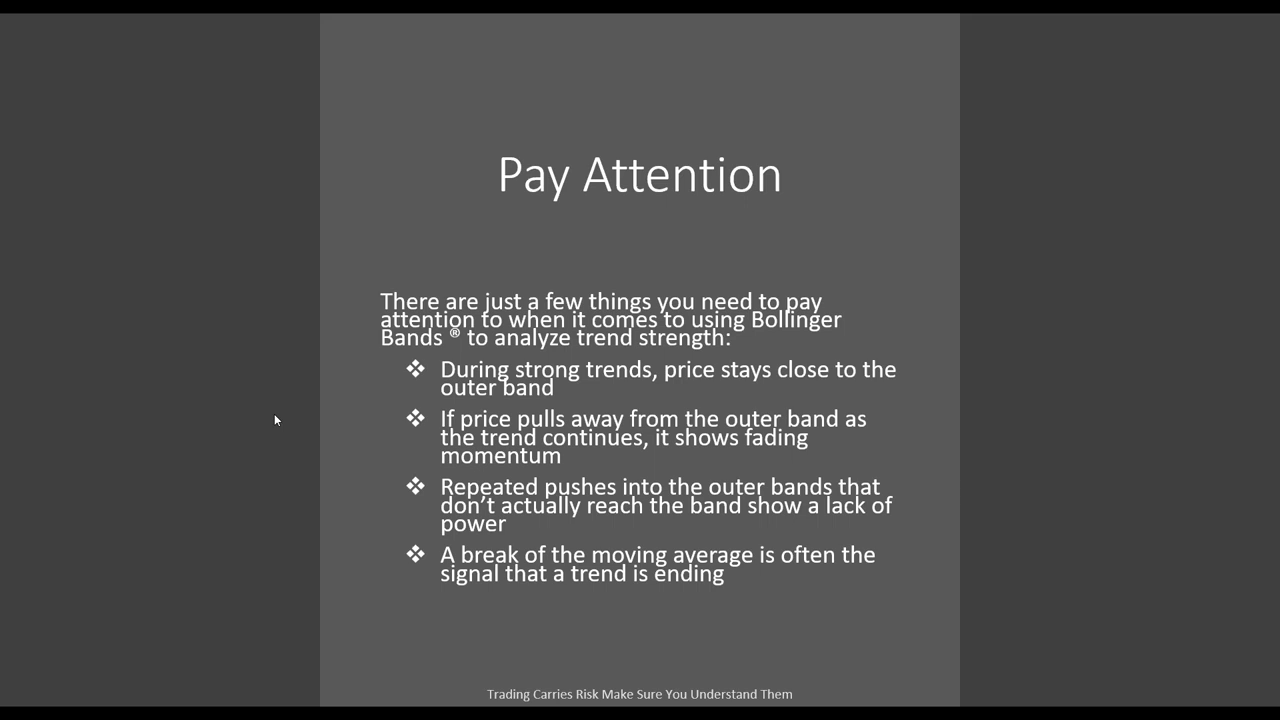 Pay Attention
There are just a few things you need to pay
attention to when it comes to using Bollinger
Bands ® to analyze trend strength:
❖ During strong trends, price stays close to the
outer band
❖ If price pulls away from the outer band as
the trend continues, it shows fading
momentum
❖ Repeated pushes into the outer bands that
don’t actually reach the band show a lack of
power
❖ A break of the moving average is often the
signal that a trend is ending
Trading Carries Risk Make Sure You Understand Them